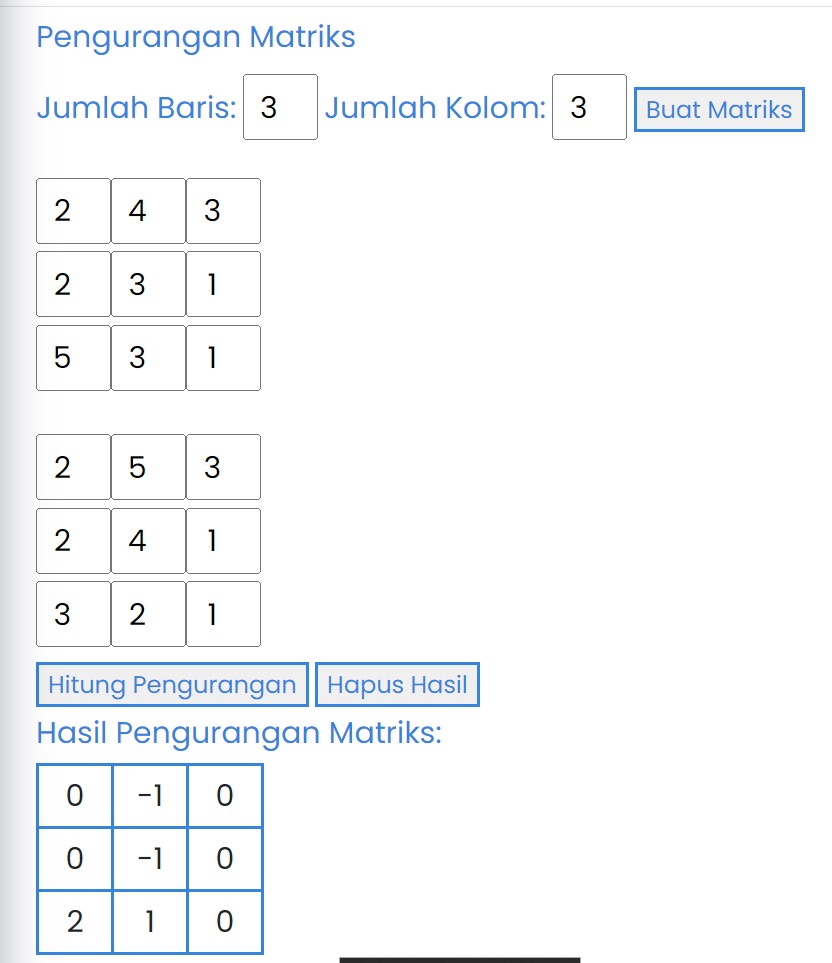 Pengurangan Matriks
Jumlah Baris: 3 Jumlah Kolom: 3 Buat Matriks
2 4 3
2 3 1
5 3 1
2 5 3
2 4 1
3 2 1
Hitung Pengurangan Hapus Hasil
Hasil Pengurangan Matriks:
0 -1 0
0 -1 0
2 1 0